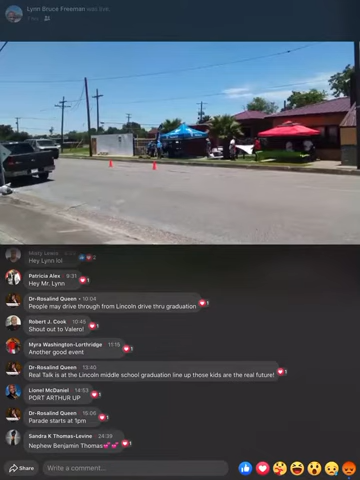 Lynn Bruce Freeman was live.
Hey Lynn lol
Patricia Alex 9:31
Hey Mr. Lynn
Dr-Rosalind Queen • 10:04
People may drive through from Lincoln drive thru graduation
Robert J. Cook 10:45
Shout out to Valero!
Myra Washington-Lorthridge 11:15
Another good event
Dr-Rosalind Queen 13:40
Real Talk is at the Lincoln middle school graduation line up those kids are the real future!
Lionel McDaniel 14:53
PORT ARTHUR UP
Dr-Rosalind Queen 15:06
Parade starts at 1pm
Sandra K Thomas-Levine 24:39
Nephew Benjamin Thomas💕💕
Share
Write a comment...